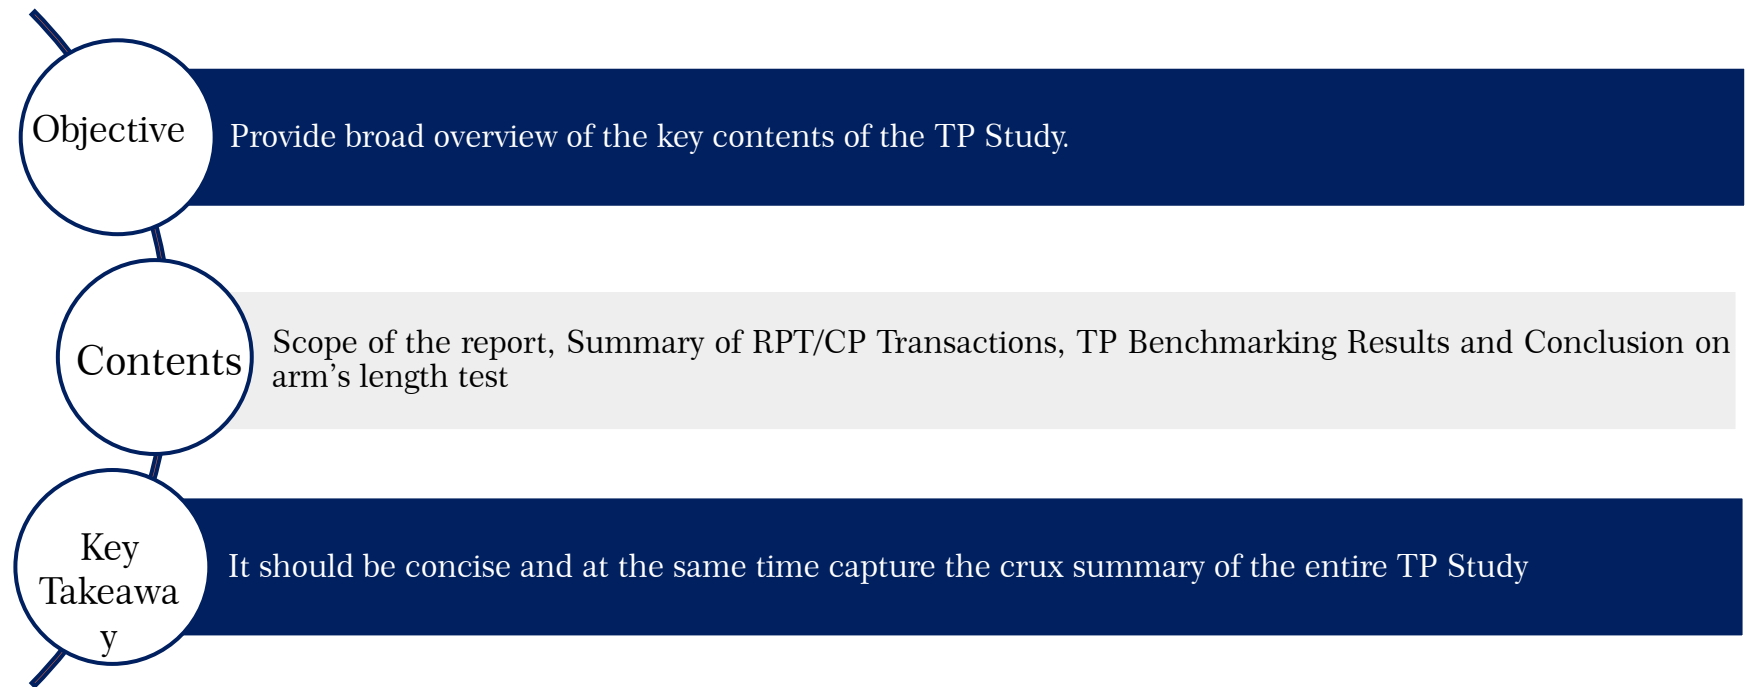 Objective
Provide broad overview of the key contents of the TP Study.
Contents
Scope of the report, Summary of RPT/CP Transactions, TP Benchmarking Results and Conclusion on
arm’s length test
Key
Takeawa
y
It should be concise and at the same time capture the crux summary of the entire TP Study